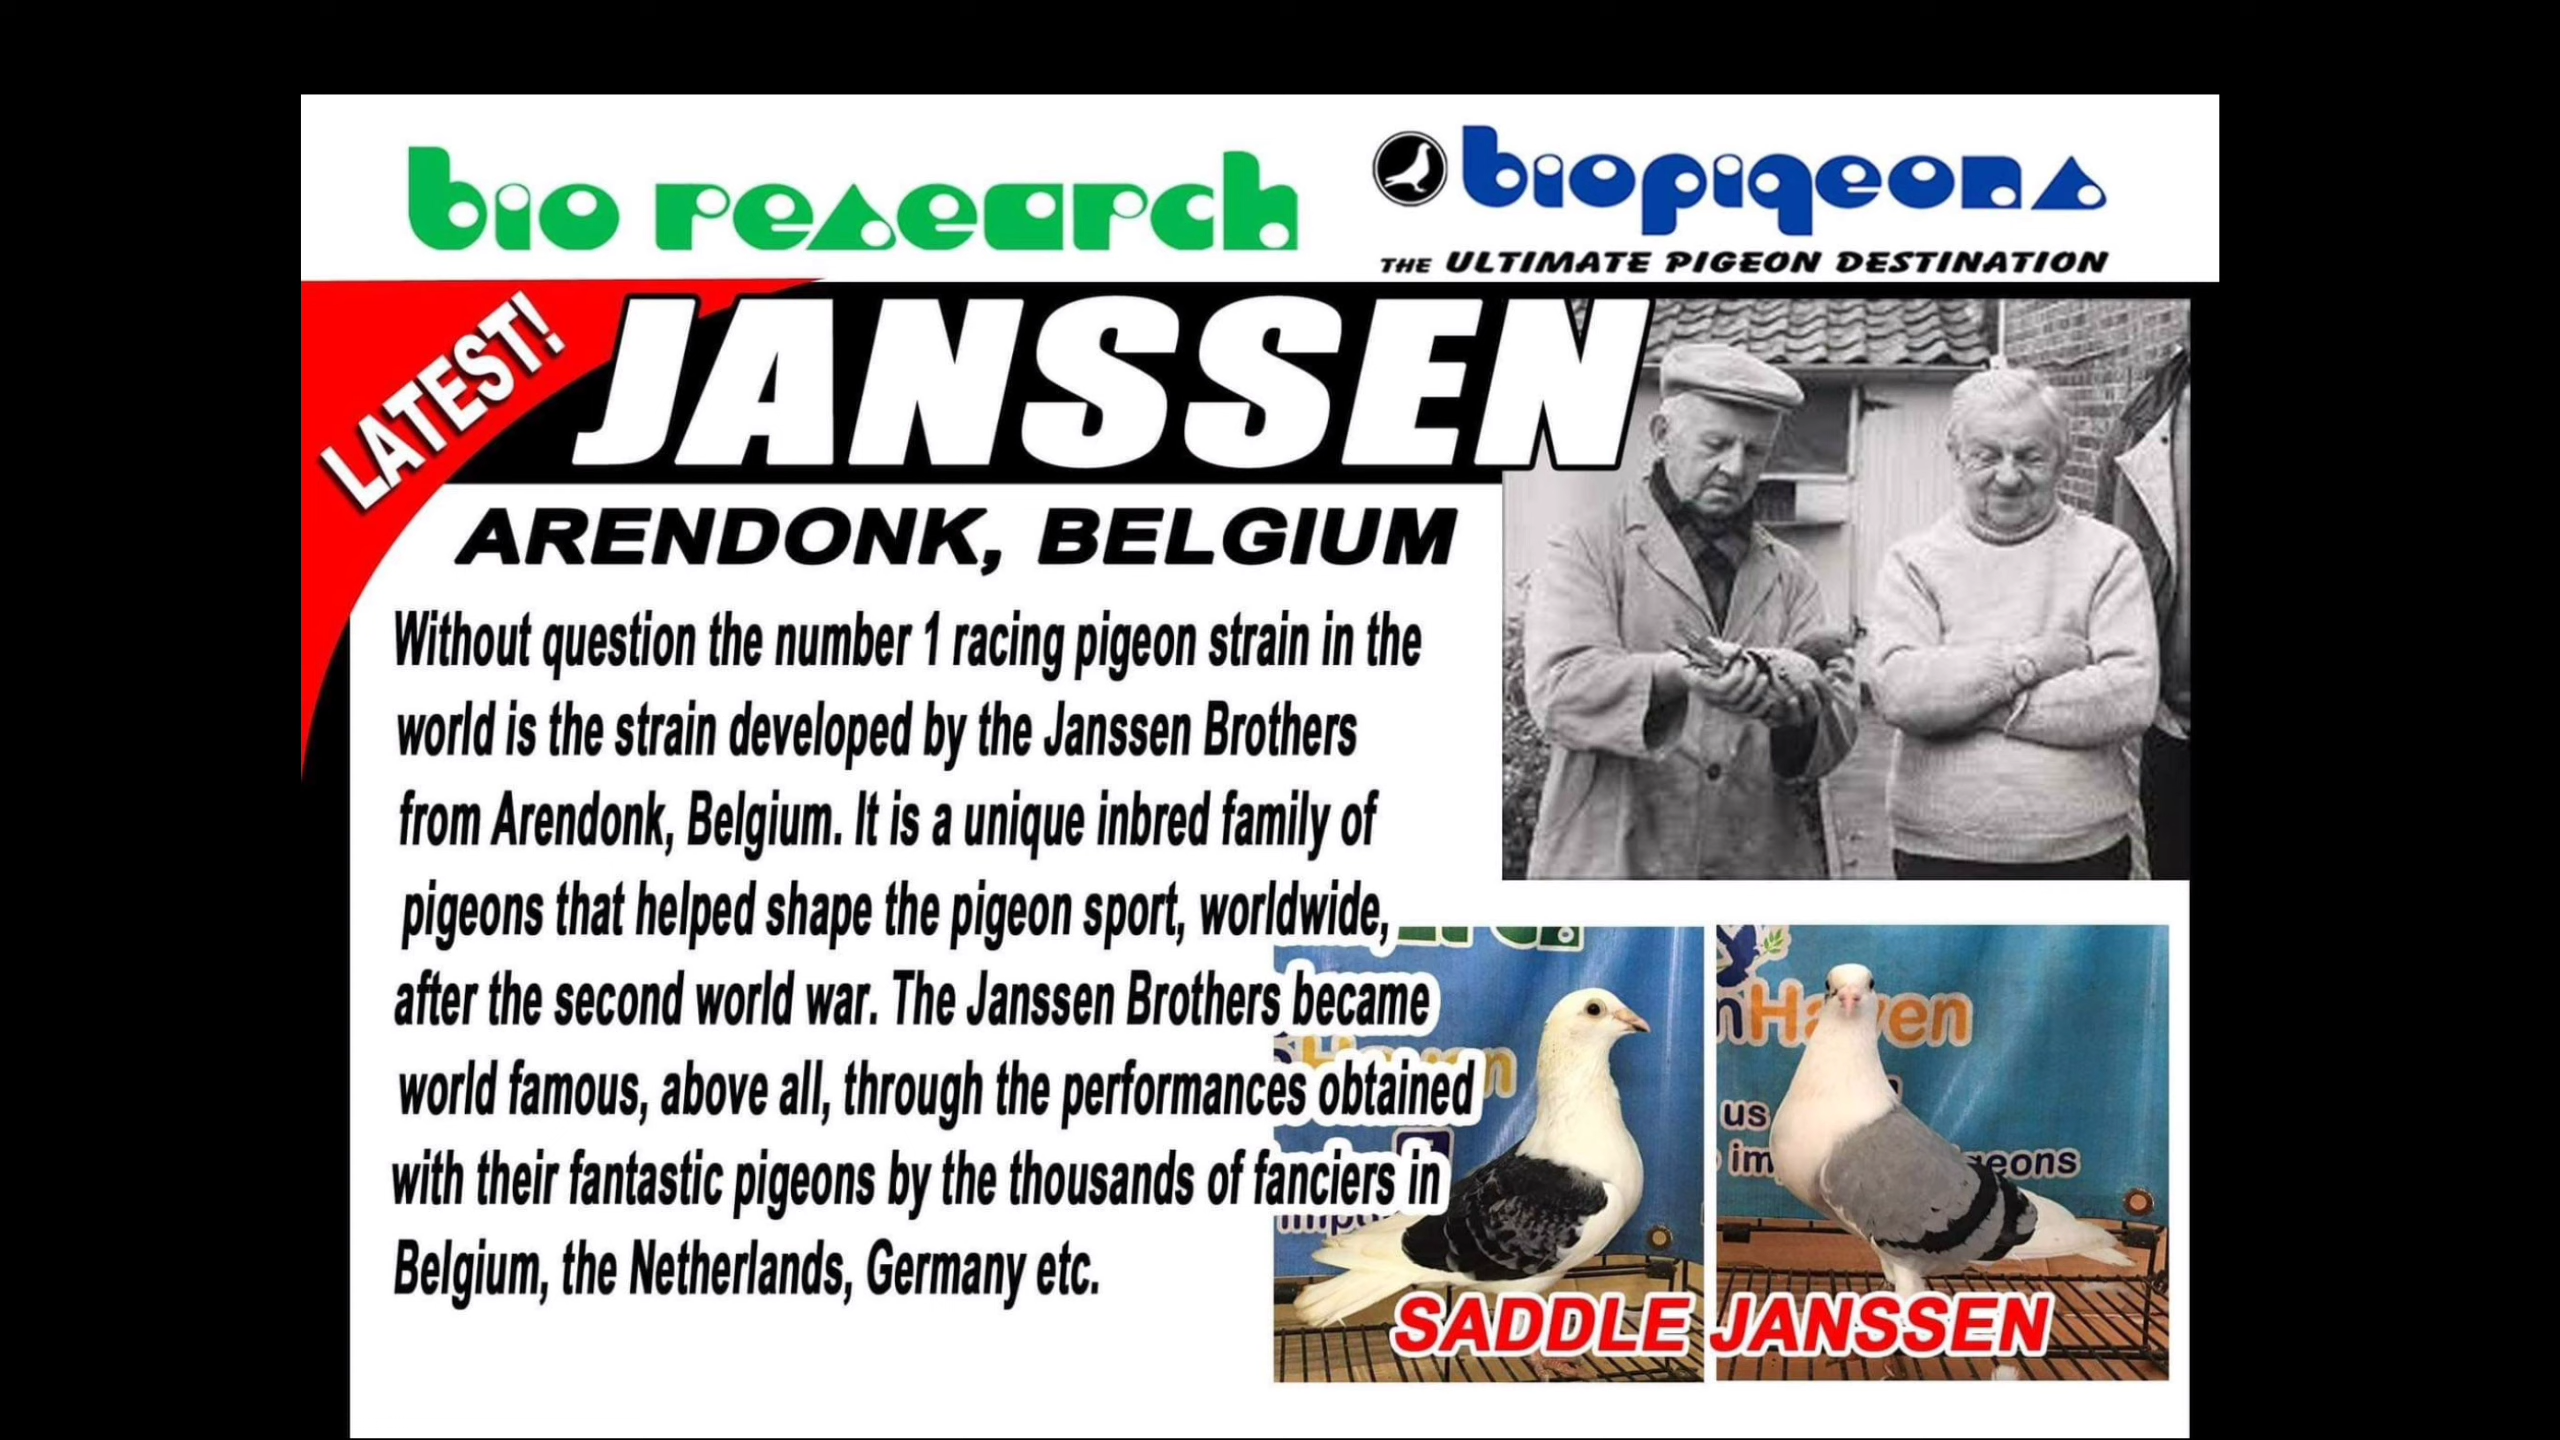 bio research
biopigeons
THE ULTIMATE PIGEON DESTINATION
LATEST!
JANSSEN
ARENDONK, BELGIUM
Without question the number 1 racing pigeon strain in the
world is the strain developed by the Janssen Brothers
from Arendonk, Belgium. It is a unique inbred family of
pigeons that helped shape the pigeon sport, worldwide,
after the second world war. The Janssen Brothers became
world famous, above all, through the performances obtained
with their fantastic pigeons by the thousands of fanciers in
Belgium, the Netherlands, Germany etc.
us
SADDLE JANSSEN